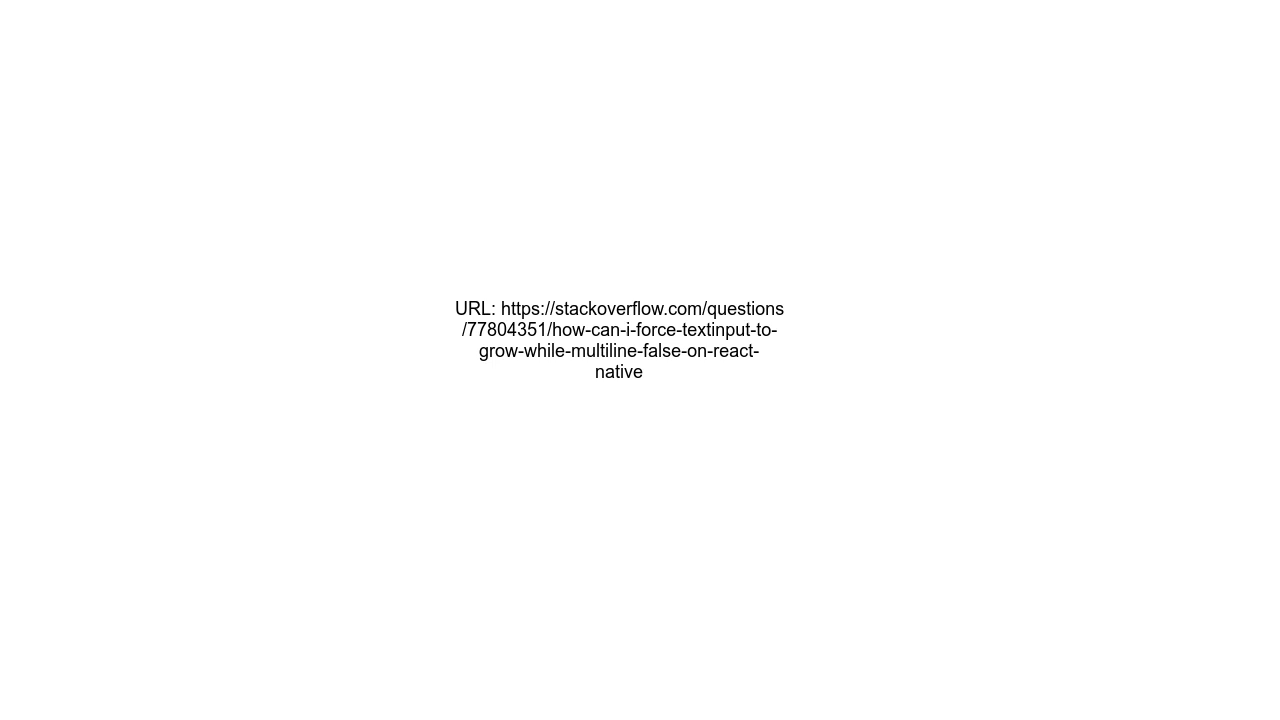 URL: https://stackoverflow.com/questions
/77804351/how-can-i-force-textinput-to-
grow-while-multiline-false-on-react-
native